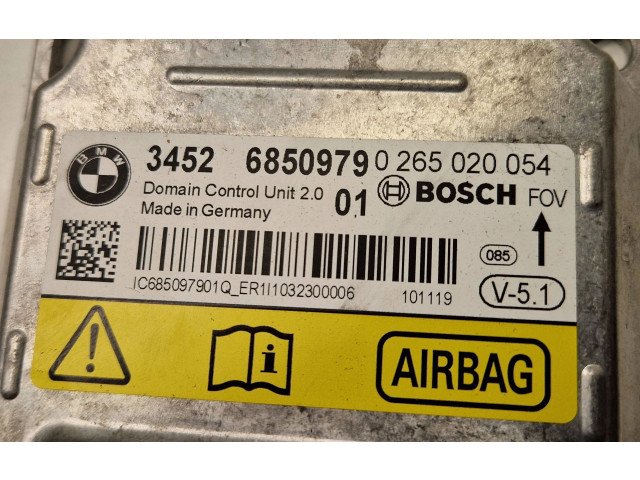 BMW
3452 6850979 0 265 020 054
Domain Control Unit 2.0 01 BOSCH FOV
Made in Germany
085
IC685097901Q_ER1I1032300006 101119
V-5.1
i
AIRBAG